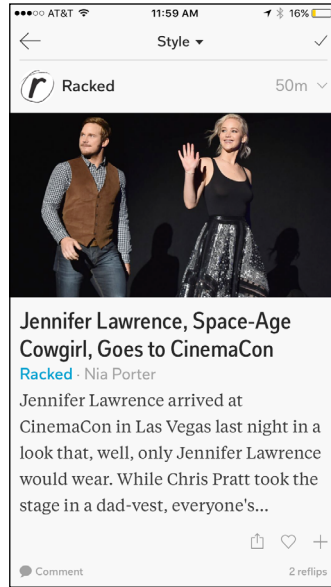 AT&T 11:59 AM 16%
Style
Racked 50m
Jennifer Lawrence, Space-Age
Cowgirl, Goes to CinemaCon
Racked · Nia Porter
Jennifer Lawrence arrived at
CinemaCon in Las Vegas last night in a
look that, well, only Jennifer Lawrence
would wear. While Chris Pratt took the
stage in a dad-vest, everyone's...
Comment 2 reflips